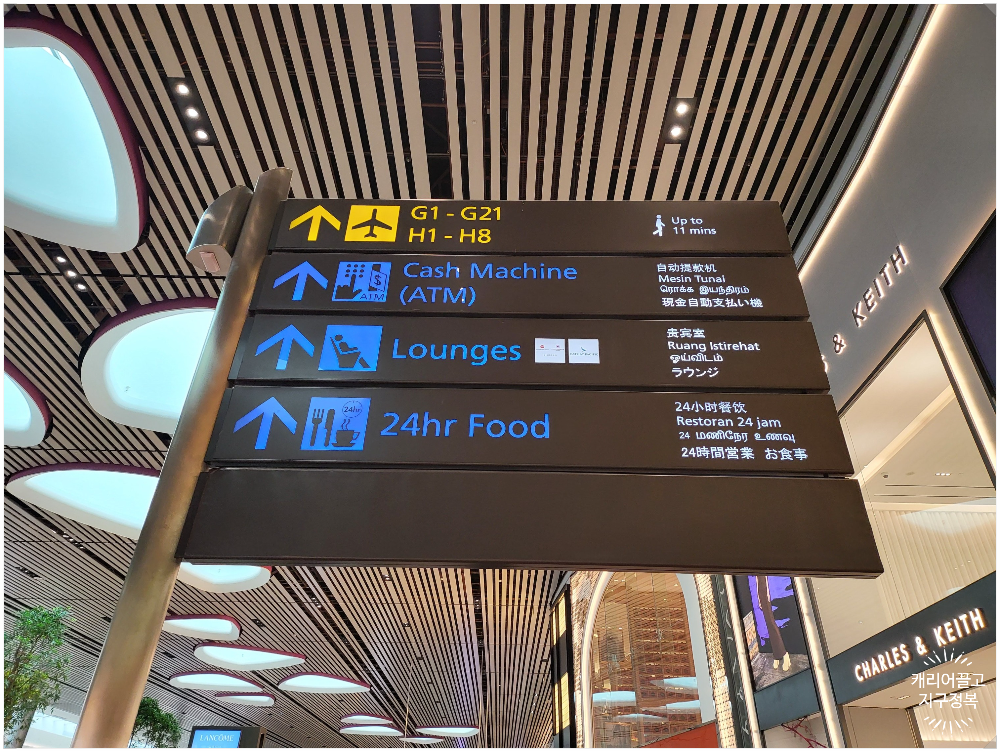 G1 - G21
H1 - H8
Up to
11 mins
Cash Machine
(ATM)
ATM
$
自动提款机
Mesin Tunai
ரொக்க இயந்திரம்
現金自動支払い機
Lounges
贵宾室
Ruang Istirehat
ஓய்விடம்
ラウンジ
24hr
24hr Food
24小时餐饮
Restoran 24 jam
24 மணிநேர உணவு
24時間営業 お食事
& KEITH
CHARLES & KEITH
LANCÔME
캐리어끌고
지구정복